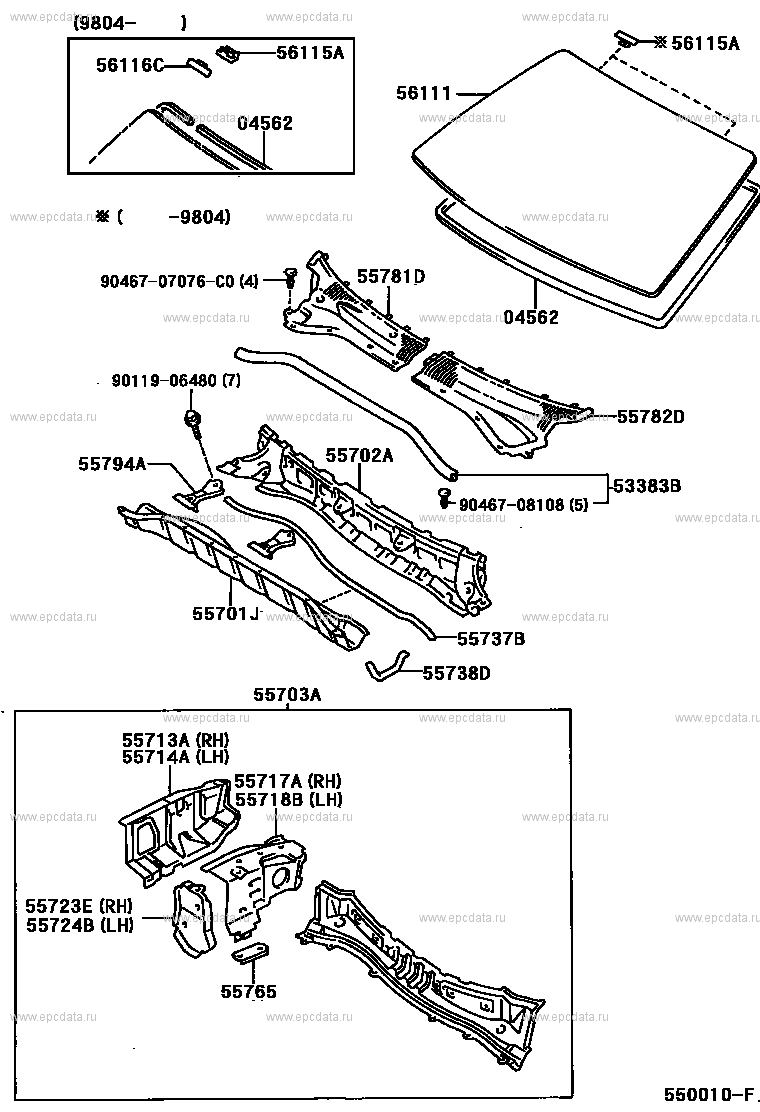 (9804-      )
56116C
56115A
04562
※56115A
56111
※(      -9804)
04562
90467-07076-C0 (4)
55781D
90119-06480 (7)
55782D
55794A
55702A
53383B
90467-08108 (5)
55701J
55737B
55738D
55703A
55713A (RH)
55714A (LH)
55717A (RH)
55718B (LH)
55723E (RH)
55724B (LH)
55765
550010-F
www.epcdata.ru